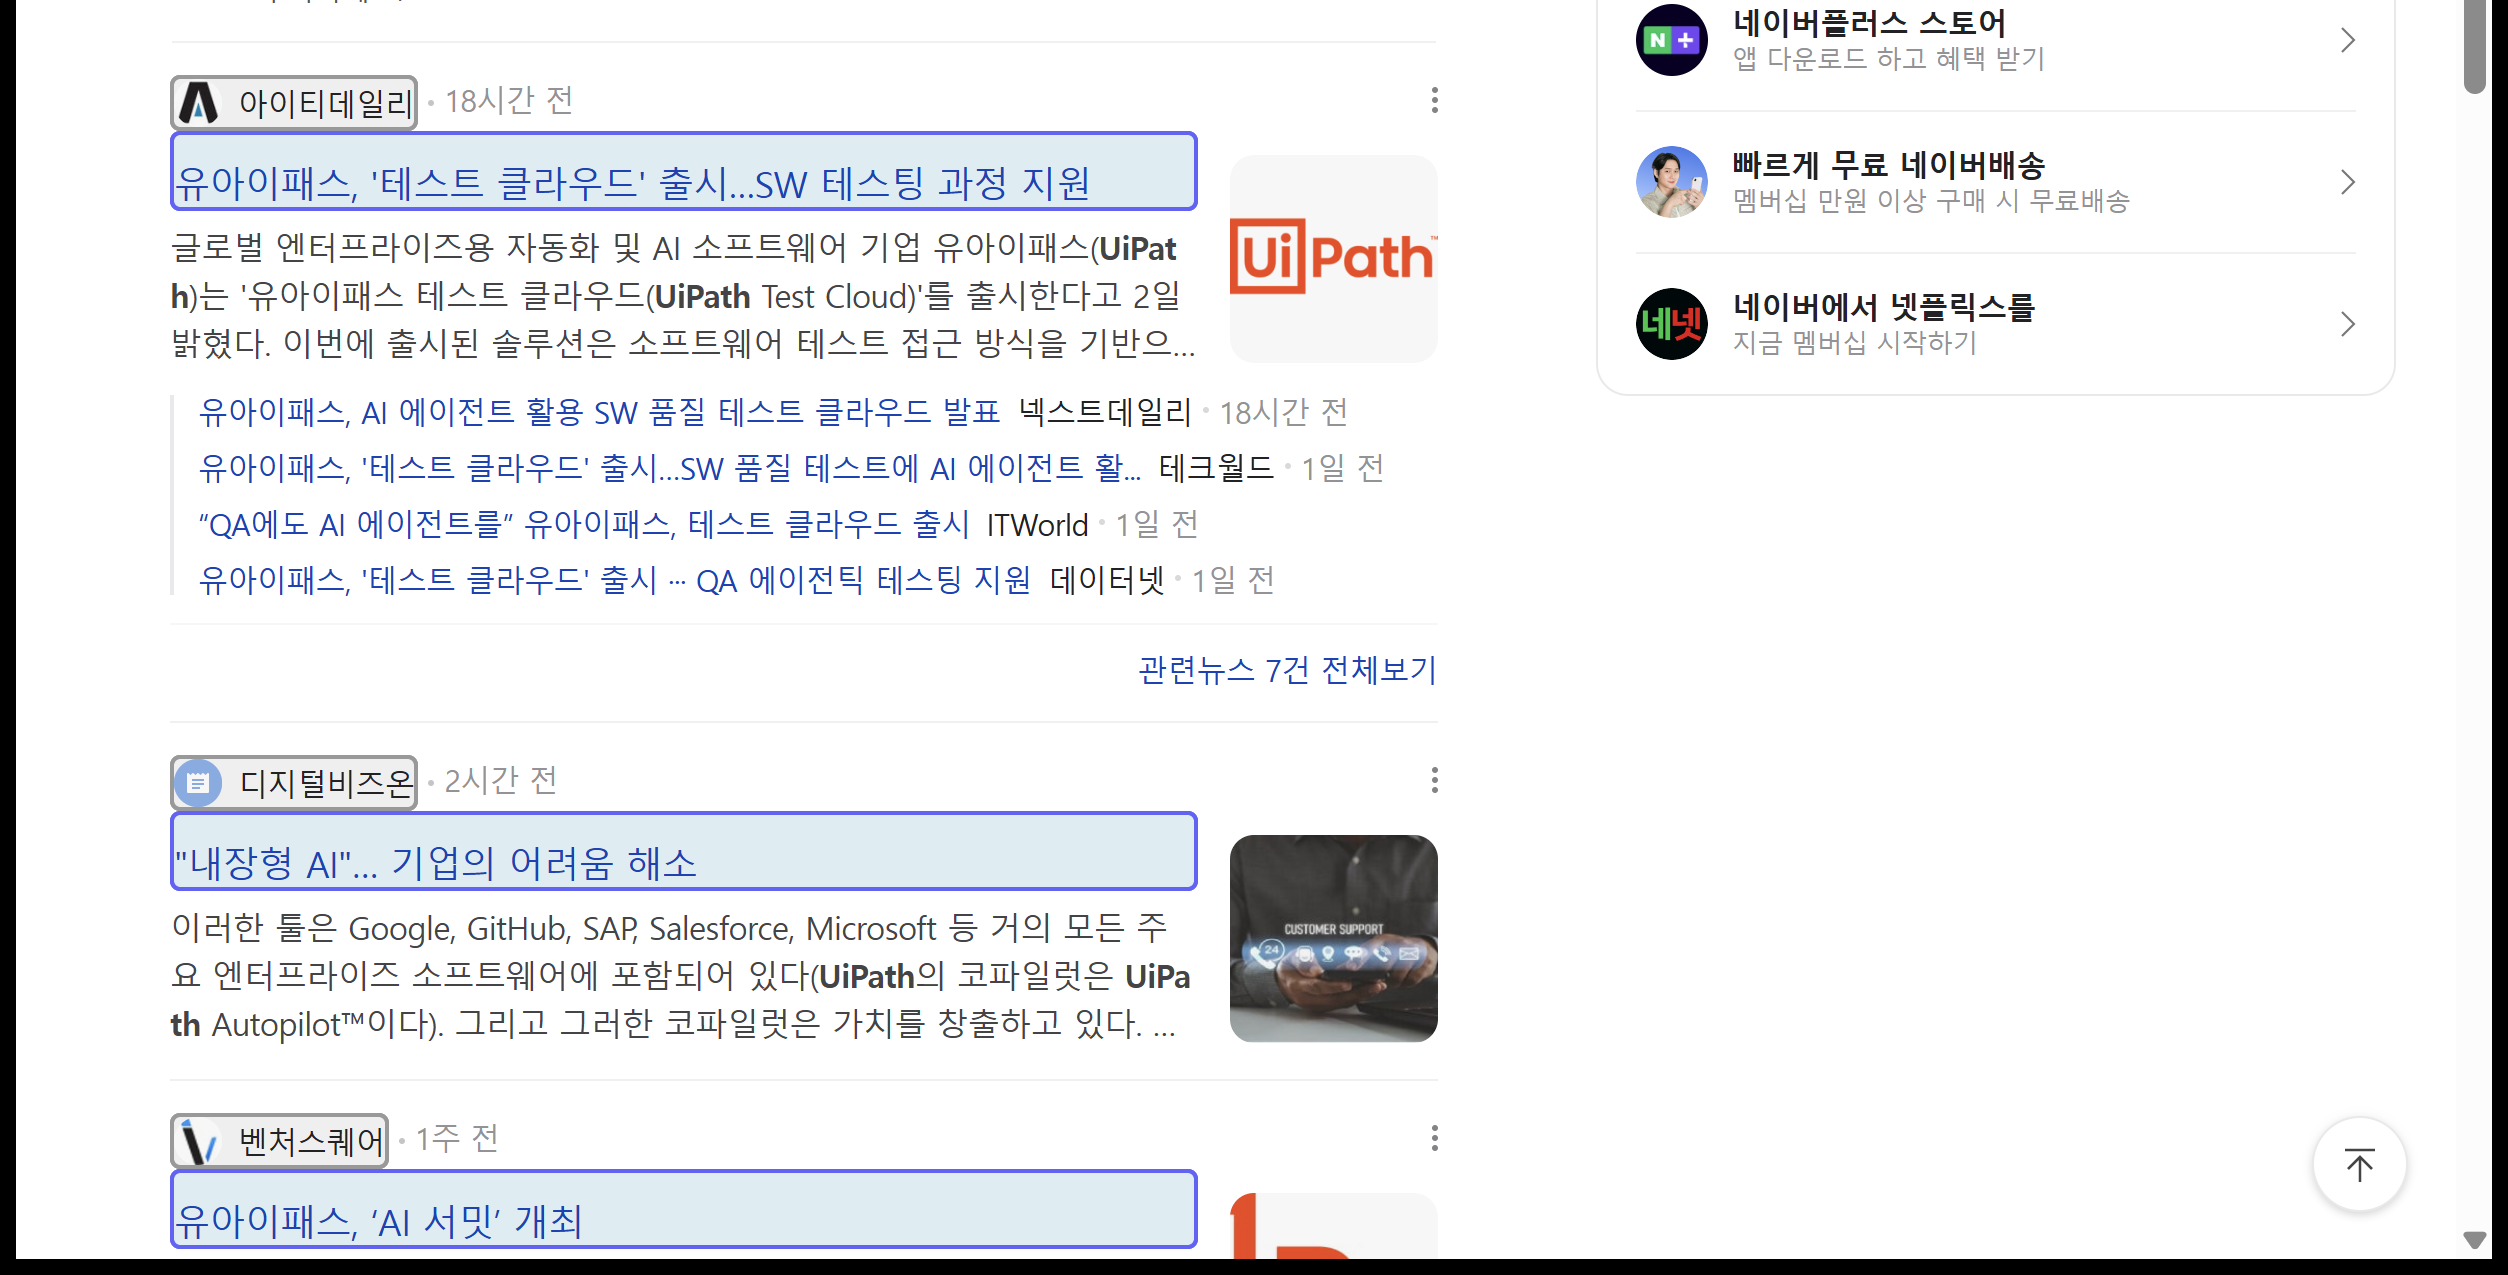 아이티데일리 • 18시간 전
유아이패스, '테스트 클라우드' 출시...SW 테스팅 과정 지원
글로벌 엔터프라이즈용 자동화 및 AI 소프트웨어 기업 유아이패스(UiPat
h)는 '유아이패스 테스트 클라우드(UiPath Test Cloud)'를 출시한다고 2일
밝혔다. 이번에 출시된 솔루션은 소프트웨어 테스트 접근 방식을 기반으...
UiPath™
유아이패스, AI 에이전트 활용 SW 품질 테스트 클라우드 발표 넥스트데일리 • 18시간 전
유아이패스, '테스트 클라우드' 출시...SW 품질 테스트에 AI 에이전트 활... 테크월드 • 1일 전
“QA에도 AI 에이전트를” 유아이패스, 테스트 클라우드 출시 ITWorld • 1일 전
유아이패스, '테스트 클라우드' 출시 ··· QA 에이전틱 테스팅 지원 데이터넷 • 1일 전
관련뉴스 7건 전체보기
디지털비즈온 • 2시간 전
"내장형 AI"... 기업의 어려움 해소
이러한 툴은 Google, GitHub, SAP, Salesforce, Microsoft 등 거의 모든 주
요 엔터프라이즈 소프트웨어에 포함되어 있다(UiPath의 코파일럿은 UiPa
th Autopilot™이다). 그리고 그러한 코파일럿은 가치를 창출하고 있다. ...
CUSTOMER SUPPORT
24
벤처스퀘어 • 1주 전
유아이패스, ‘AI 서밋’ 개최
N+
네이버플러스 스토어
앱 다운로드 하고 혜택 받기
빠르게 무료 네이버배송
멤버십 만원 이상 구매 시 무료배송
네넷
네이버에서 넷플릭스를
지금 멤버십 시작하기